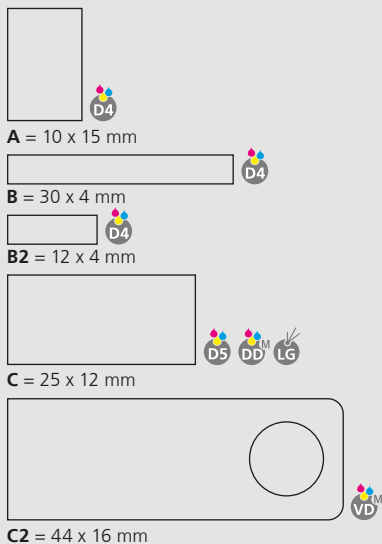 D4
A = 10 x 15 mm
D4
B = 30 x 4 mm
D4
B2 = 12 x 4 mm
D5 DD M LG
C = 25 x 12 mm
VD M
C2 = 44 x 16 mm